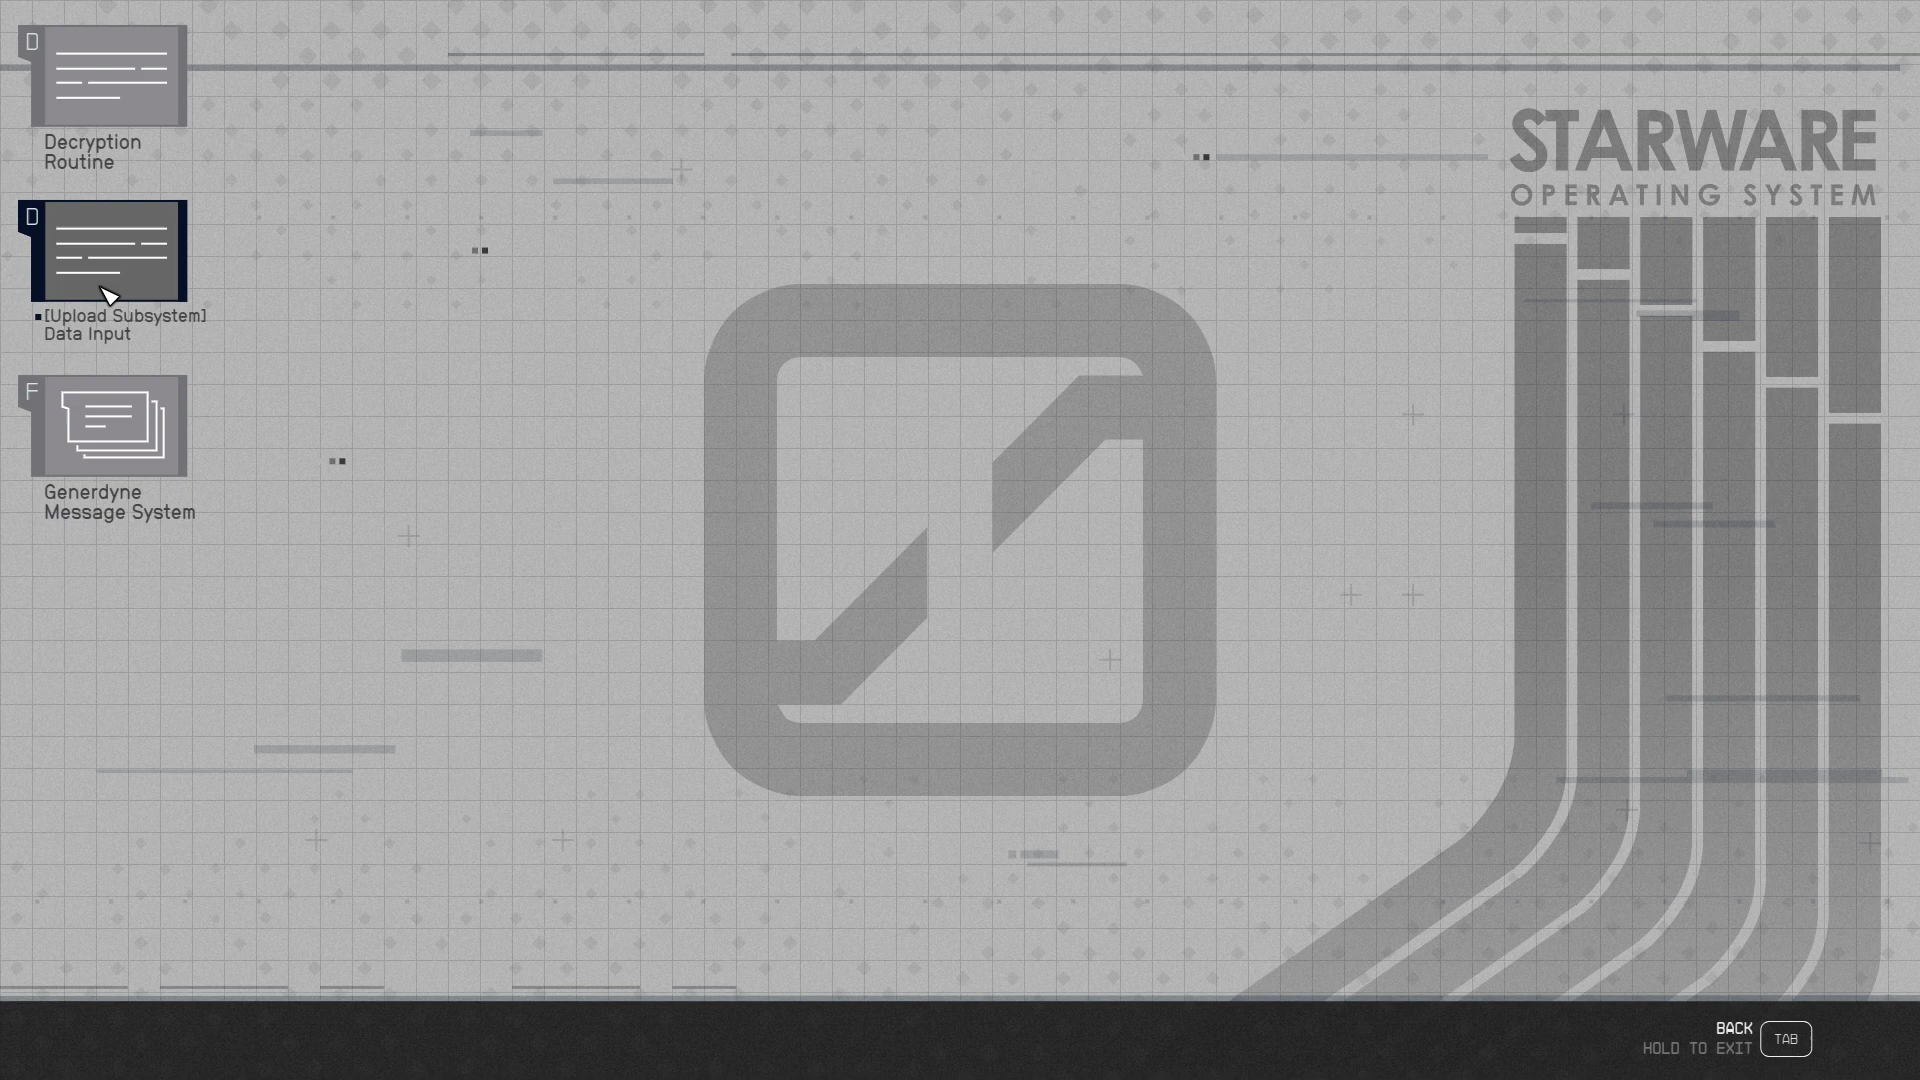 D
Decryption
Routine
D
[Upload Subsystem]
Data Input
F
Generdyne
Message System
STARWARE
OPERATING SYSTEM
BACK
HOLD TO EXIT
TAB